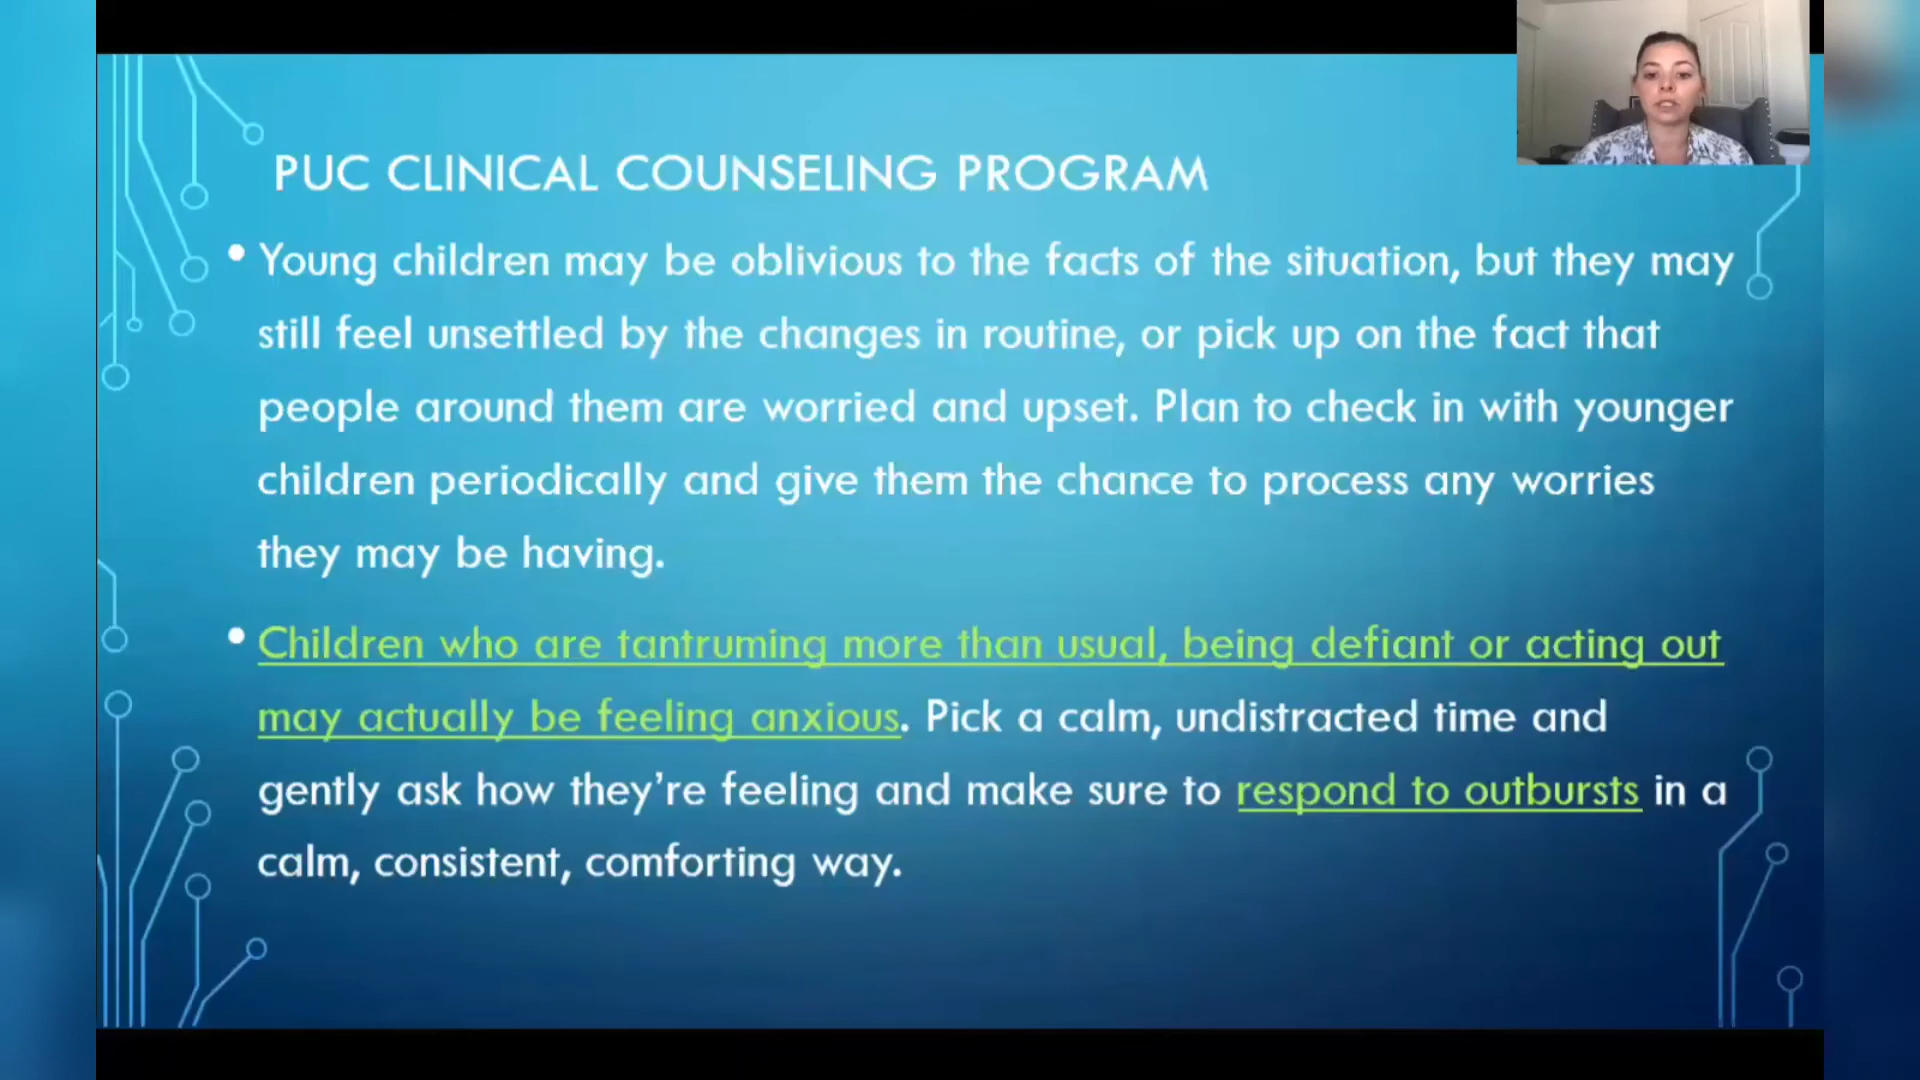 PUC CLINICAL COUNSELING PROGRAM
• Young children may be oblivious to the facts of the situation, but they may
still feel unsettled by the changes in routine, or pick up on the fact that
people around them are worried and upset. Plan to check in with younger
children periodically and give them the chance to process any worries
they may be having.
• Children who are tantruming more than usual, being defiant or acting out
may actually be feeling anxious. Pick a calm, undistracted time and
gently ask how they’re feeling and make sure to respond to outbursts in a
calm, consistent, comforting way.